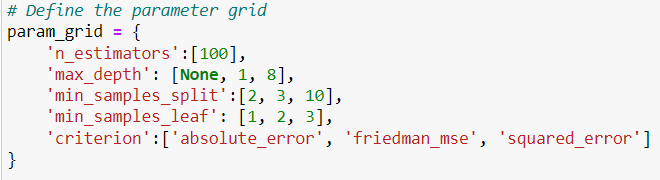 # Define the parameter grid
param_grid = {
    'n_estimators':[100],
    'max_depth': [None, 1, 8],
    'min_samples_split':[2, 3, 10],
    'min_samples_leaf': [1, 2, 3],
    'criterion':['absolute_error', 'friedman_mse', 'squared_error']
}